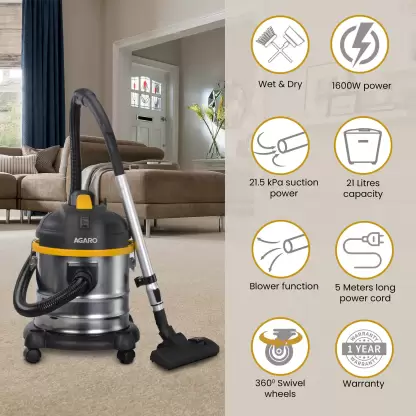 AGARO
Wet & Dry
1600W power
21.5 kPa suction
power
21 Litres
capacity
Blower function
5 Meters long
power cord
360⁰ Swivel
wheels
WARRANTY
1 YEAR
WARRANTY
Warranty